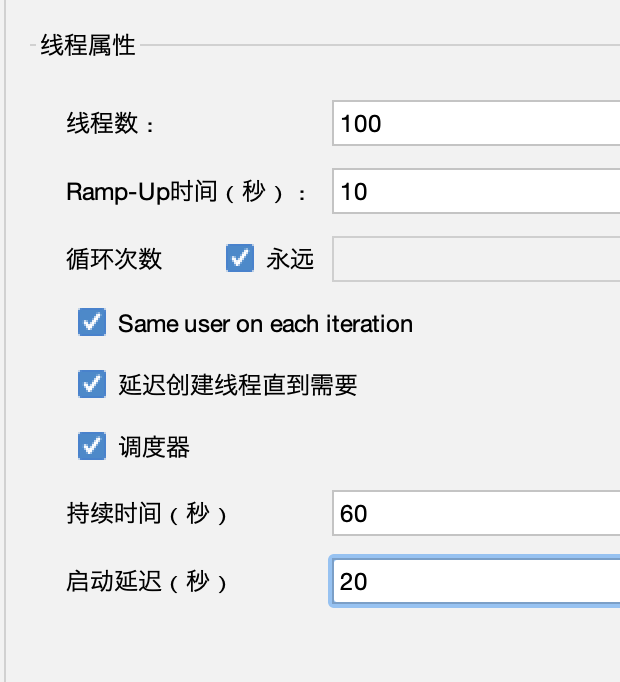 线程属性
线程数：
100
Ramp-Up时间（秒）：
10
循环次数
永远
Same user on each iteration
延迟创建线程直到需要
调度器
持续时间（秒）
60
启动延迟（秒）
20